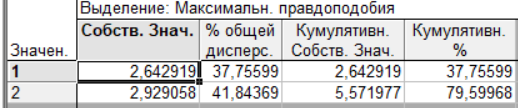 Выделение: Максимальн. правдоподобия
Собств. Знач. % общей Кумулятивн. Кумулятивн.
Значен. дисперс. Собств. Знач. %
1 2,642919 37,75599 2,642919 37,75599
2 2,929058 41,84369 5,571977 79,59968